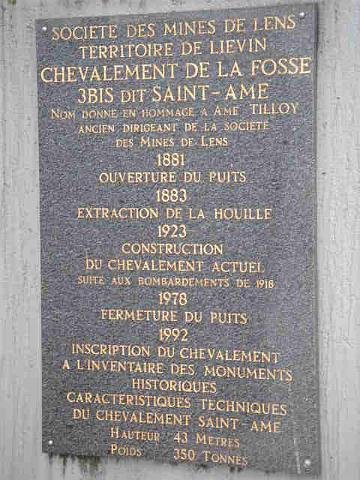 SOCIETE DES MINES DE LENS
TERRITOIRE DE LIEVIN
CHEVALEMENT DE LA FOSSE
3BIS DIT SAINT-AME
NOM DONNE EN HOMMAGE A AME TILLOY
ANCIEN DIRIGEANT DE LA SOCIETE
DES MINES DE LENS
1881
OUVERTURE DU PUITS
1883
EXTRACTION DE LA HOUILLE
1923
CONSTRUCTION
DU CHEVALEMENT ACTUEL
SUITE AUX BOMBARDEMENTS DE 1918
1978
FERMETURE DU PUITS
1992
INSCRIPTION DU CHEVALEMENT
A L'INVENTAIRE DES MONUMENTS
HISTORIQUES
CARACTERISTIQUES TECHNIQUES
DU CHEVALEMENT SAINT-AME
HAUTEUR 43 METRES
POIDS 350 TONNES